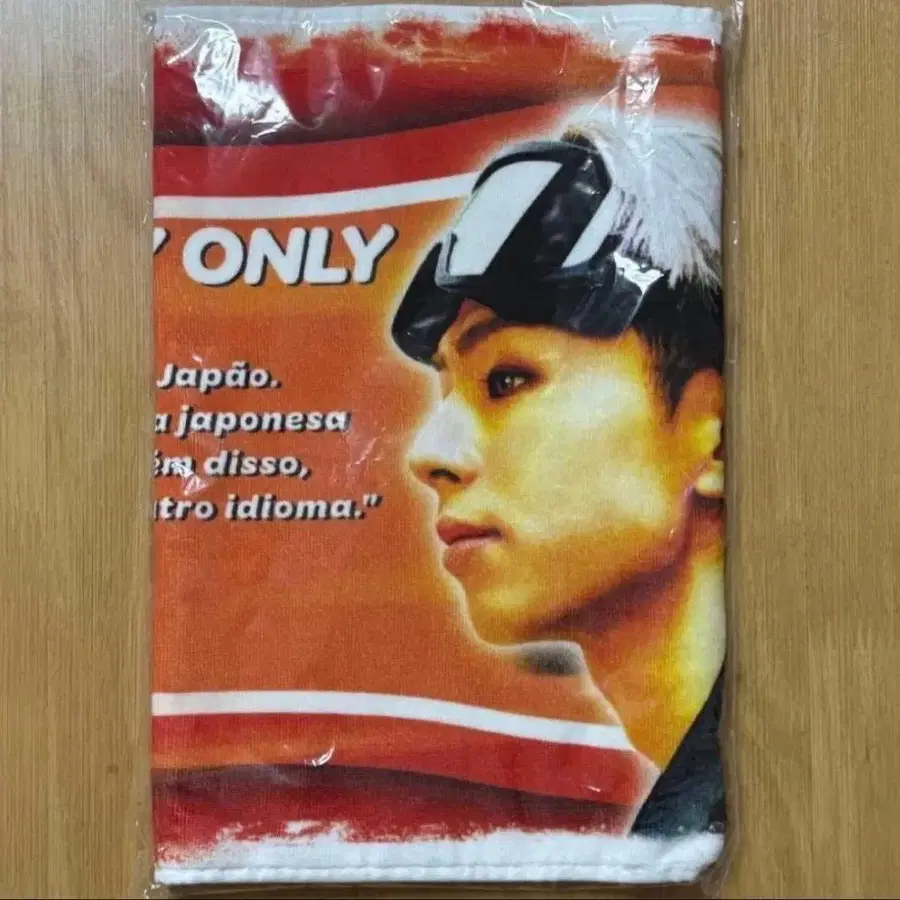 Y ONLY
Japão.
a japonesa
ém disso,
tro idioma."